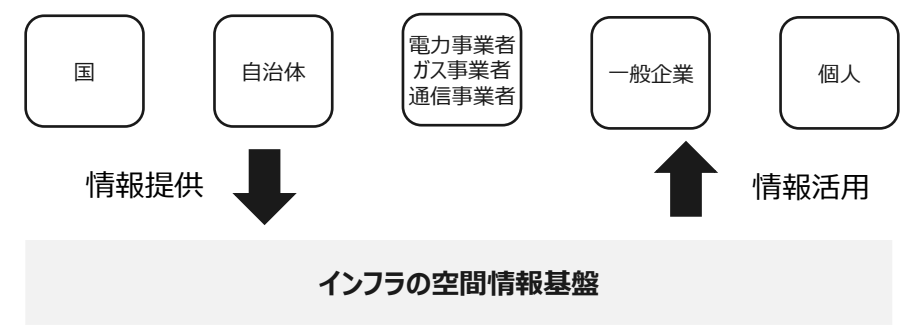 国
自治体
電力事業者
ガス事業者
通信事業者
一般企業
個人
情報提供
情報活用
インフラの空間情報基盤